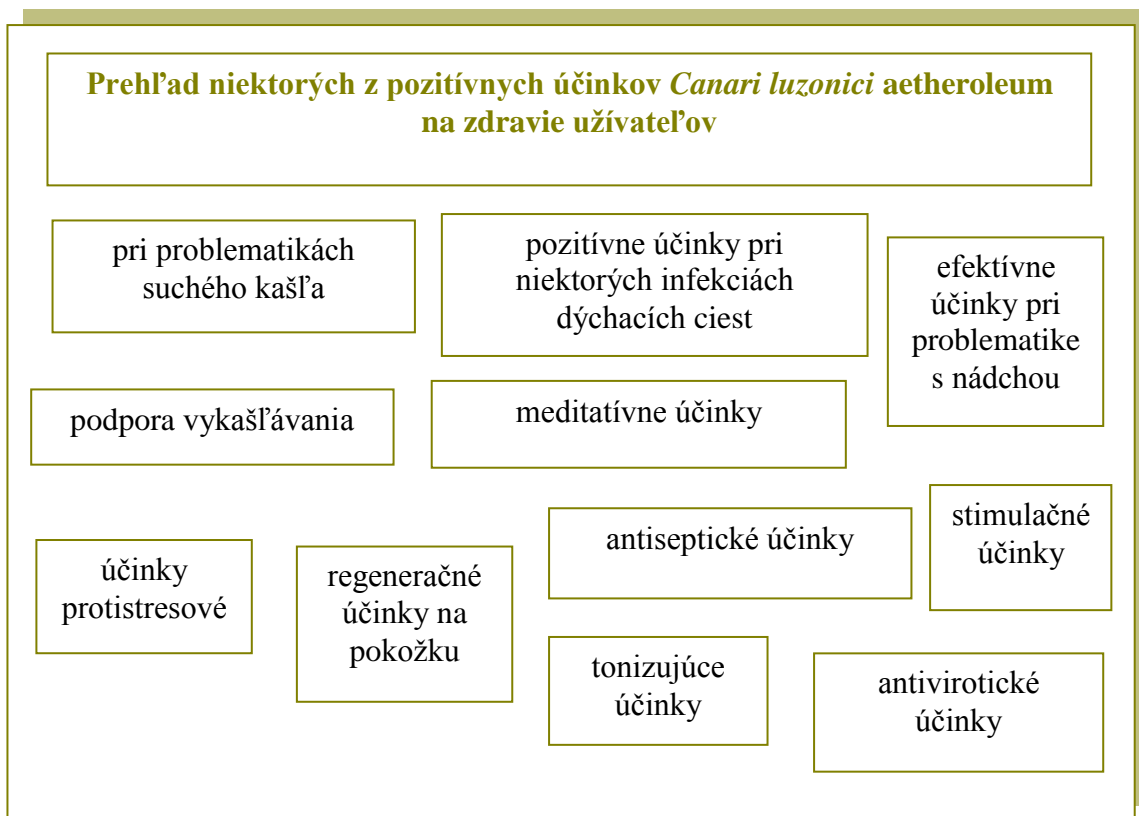 Prehľad niektorých z pozitívnych účinkov Canari luzonici aetheroleum
na zdravie užívateľov
pri problematikách
suchého kašľa
pozitívne účinky pri
niektorých infekciách
dýchacích ciest
efektívne
účinky pri
problematike
s nádchou
podpora vykašľávania
meditatívne účinky
antiseptické účinky
stimulačné
účinky
účinky
protistresové
regeneračné
účinky na
pokožku
tonizujúce
účinky
antivirotické
účinky